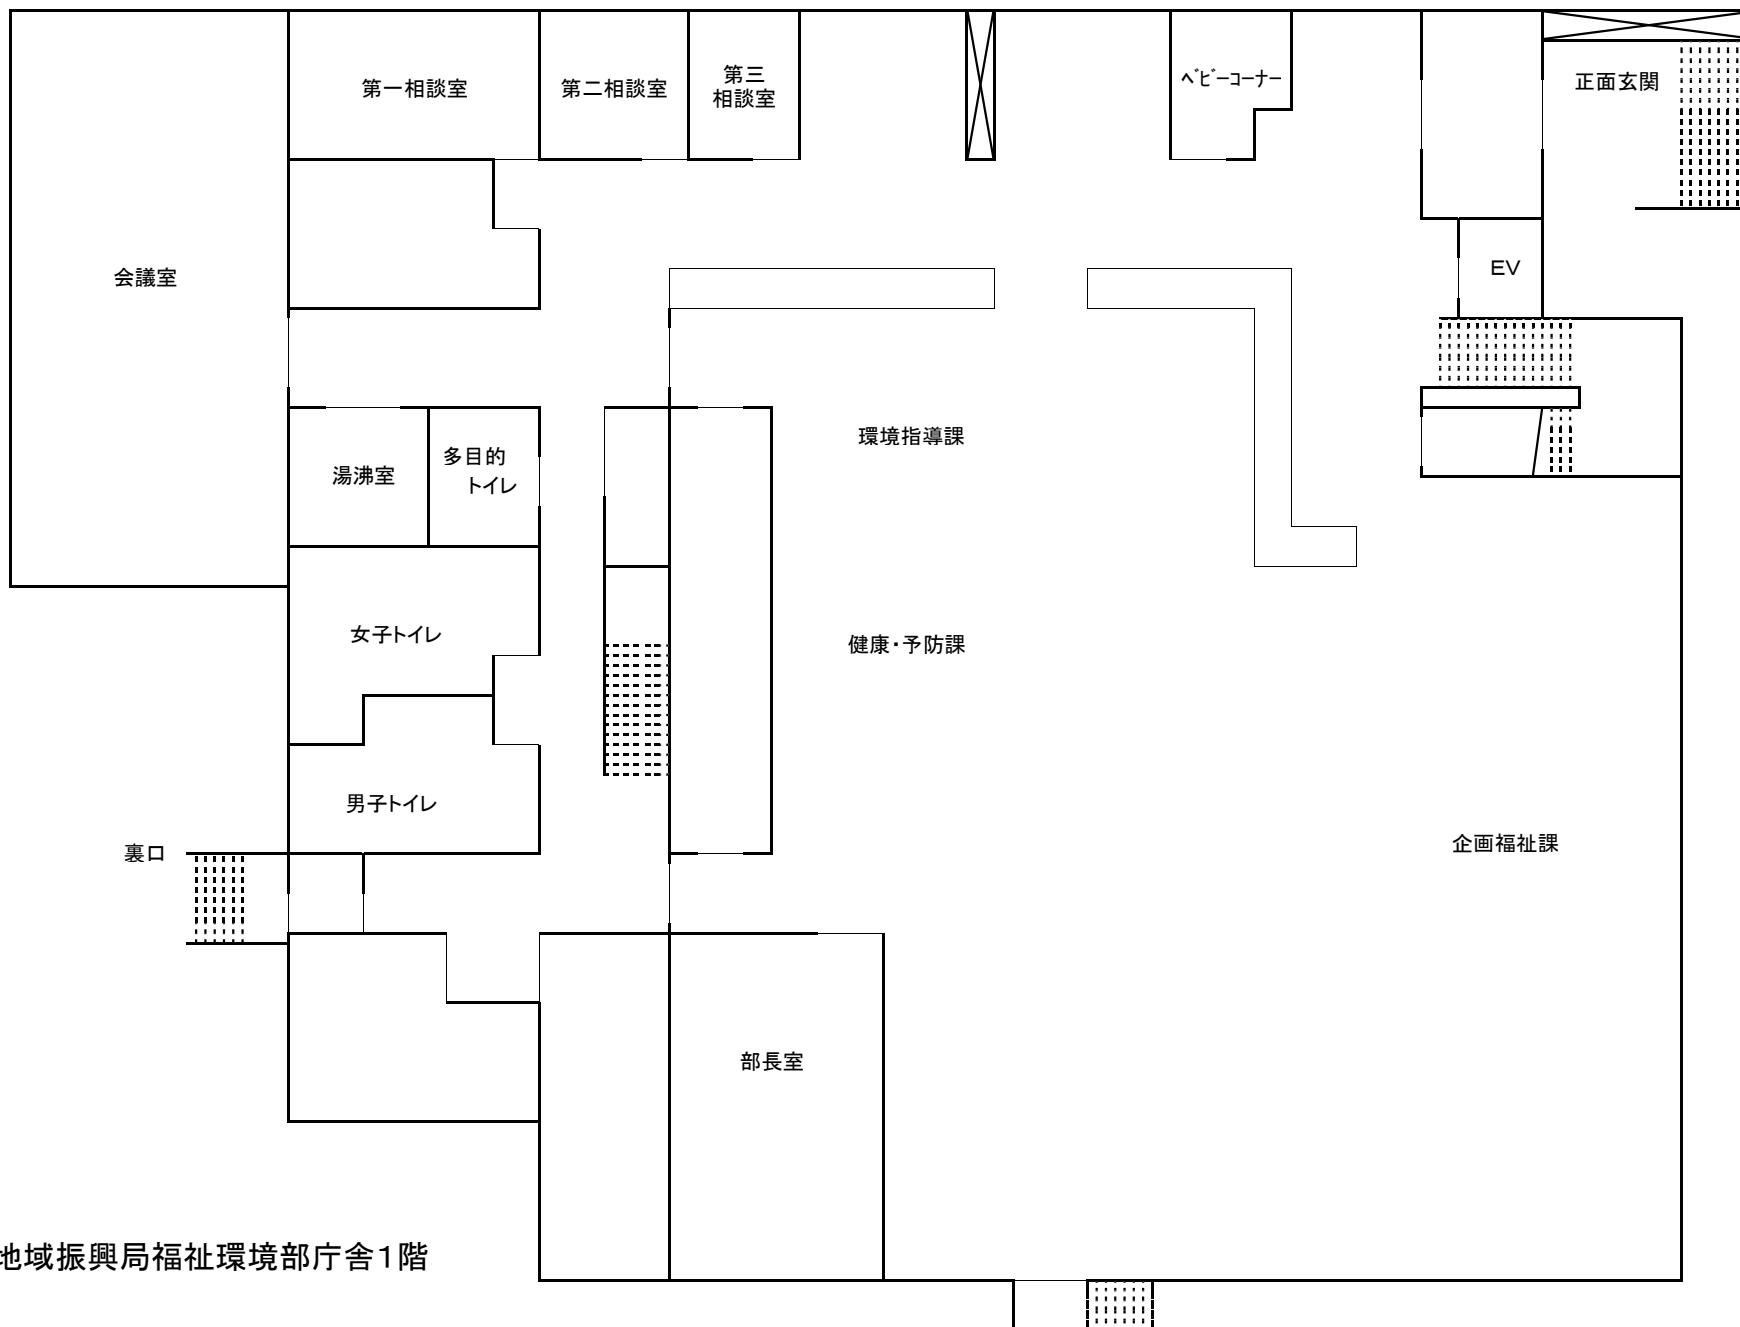 第一相談室
第二相談室
第三
相談室
ベビーコーナー
正面玄関
会議室
EV
環境指導課
湯沸室
多目的
トイレ
女子トイレ
健康・予防課
男子トイレ
裏口
企画福祉課
部長室
地域振興局福祉環境部庁舎1階